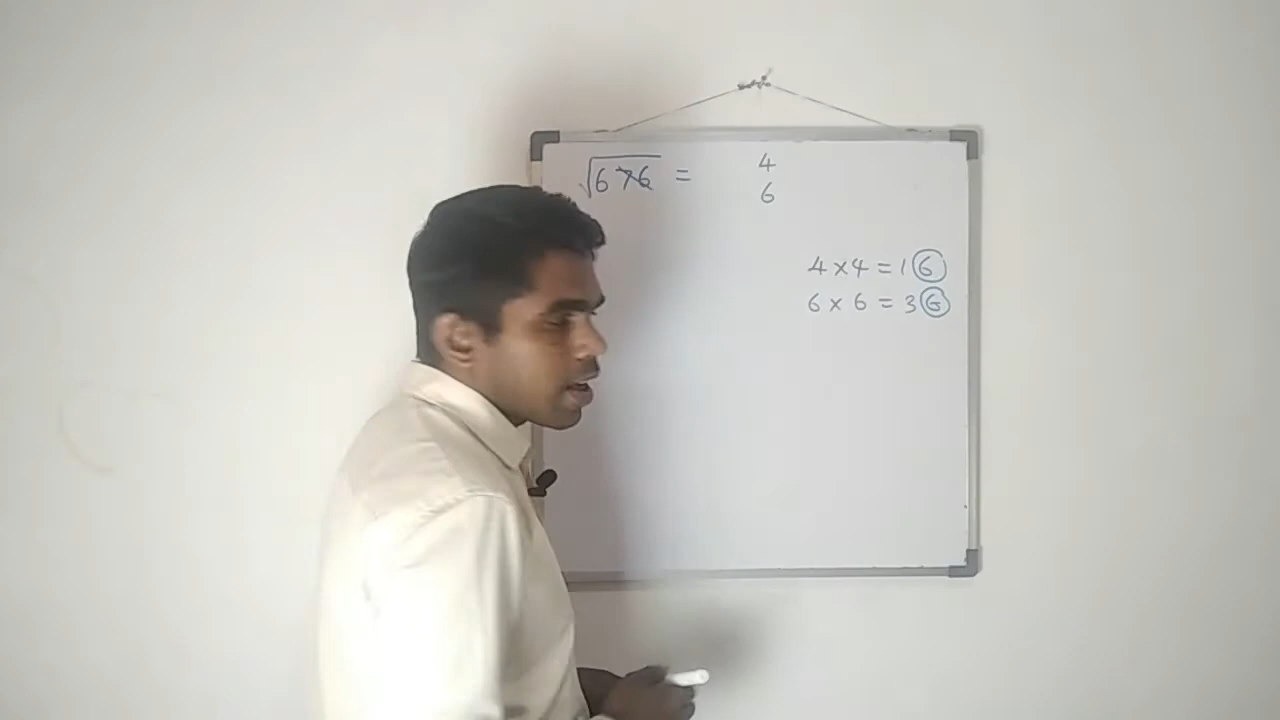 √676 = 4
6
4 × 4 = 16
6 × 6 = 36